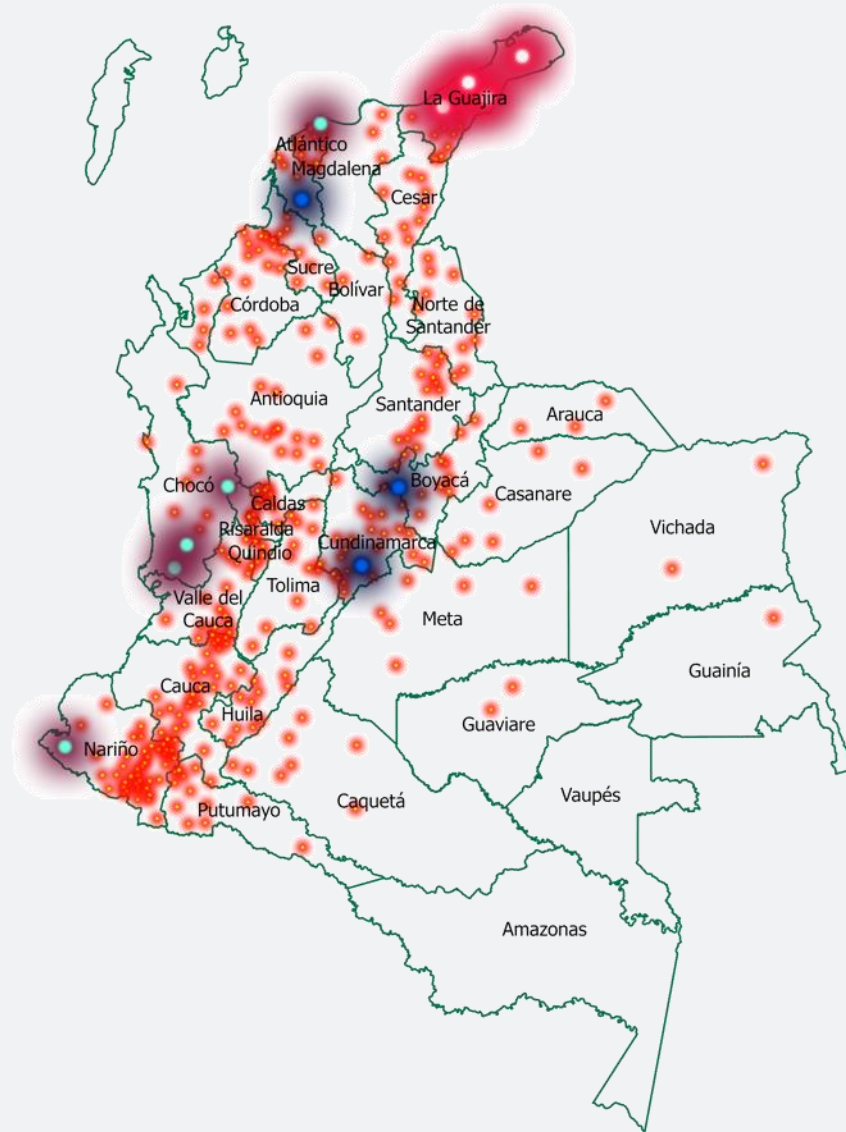 La Guajira
Atlántico
Magdalena
Cesar
Sucre
Bolívar
Córdoba
Norte de
Santander
Antioquia
Santander
Arauca
Chocó
Boyacá
Caldas
Casanare
Risaralda
Vichada
Quindío
Cundinamarca
Tolima
Valle del
Cauca
Meta
Guainía
Cauca
Huila
Guaviare
Nariño
Vaupés
Putumayo
Caquetá
Amazonas